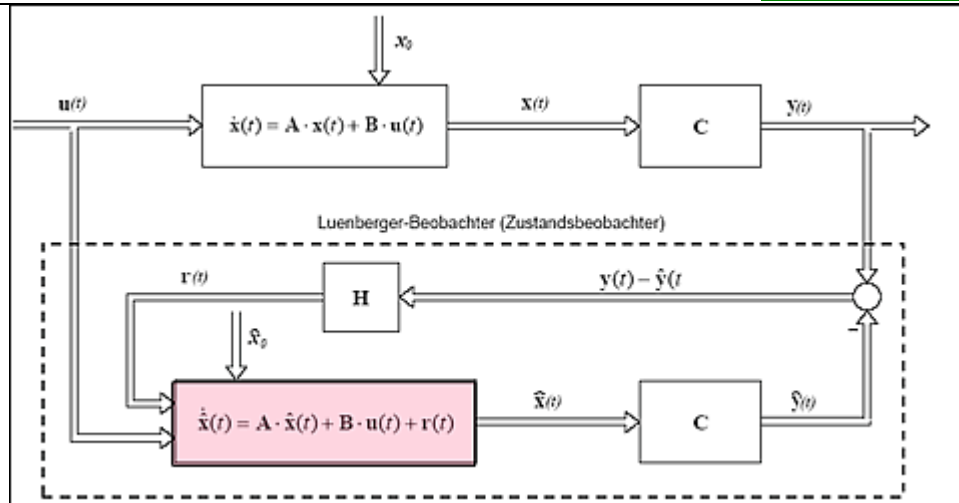 x₀
u(t)
ẋ(t) = A · x(t) + B · u(t)
x(t)
C
y(t)
Luenberger-Beobachter (Zustandsbeobachter)
r(t)
H
y(t) − ŷ(t
x̂₀
−
x̂̇(t) = A · x̂(t) + B · u(t) + r(t)
x̂(t)
C
ŷ(t)